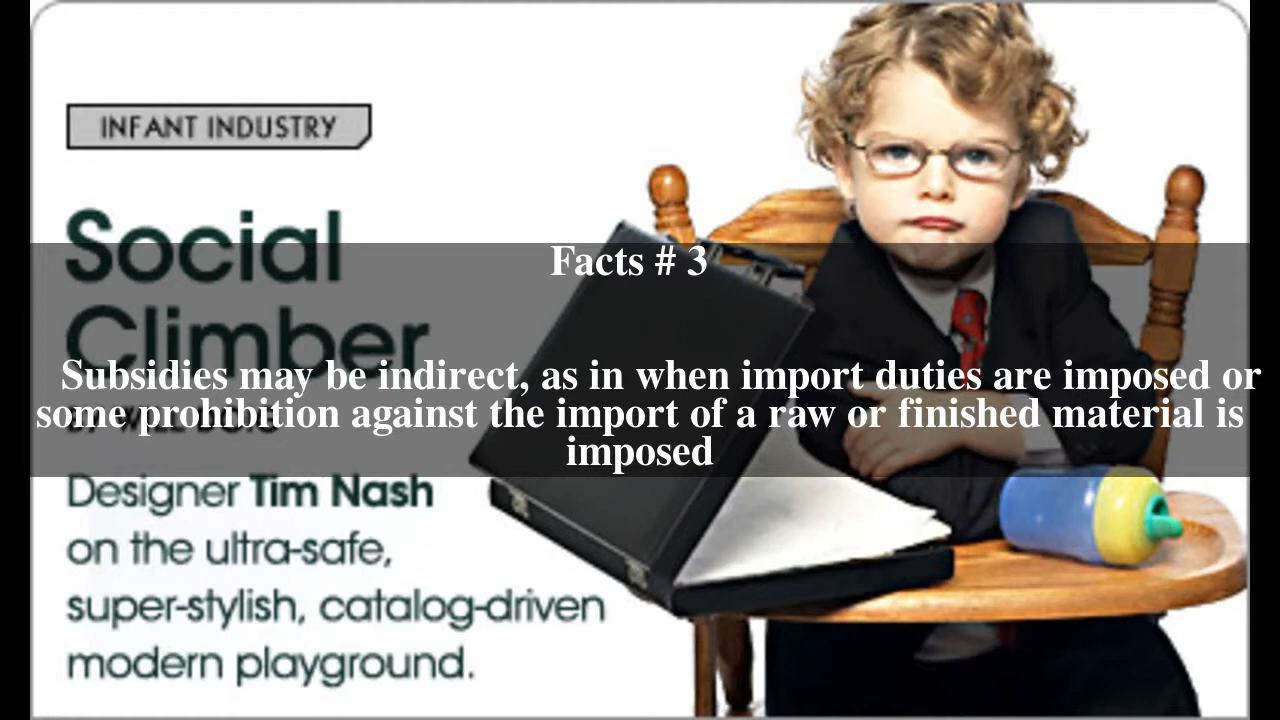 INFANT INDUSTRY
Social
Climber
Facts # 3
Subsidies may be indirect, as in when import duties are imposed or
some prohibition against the import of a raw or finished material is
imposed
Designer Tim Nash
on the ultra-safe,
super-stylish, catalog-driven
modern playground.